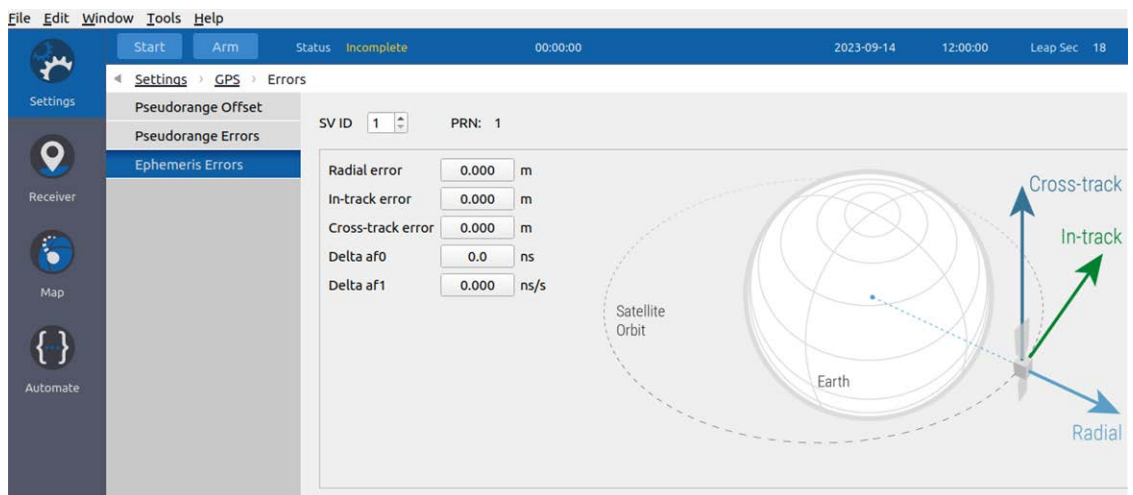 File Edit Window Tools Help
Start Arm Status Incomplete 00:00:00 2023-09-14 12:00:00 Leap Sec 18
Settings > GPS > Errors
Settings
Pseudorange Offset
Pseudorange Errors
Ephemeris Errors
Receiver
Map
Automate
SV ID 1 PRN: 1
Radial error 0.000 m
In-track error 0.000 m
Cross-track error 0.000 m
Delta af0 0.0 ns
Delta af1 0.000 ns/s
Cross-track
In-track
Satellite
Orbit
Earth
Radial